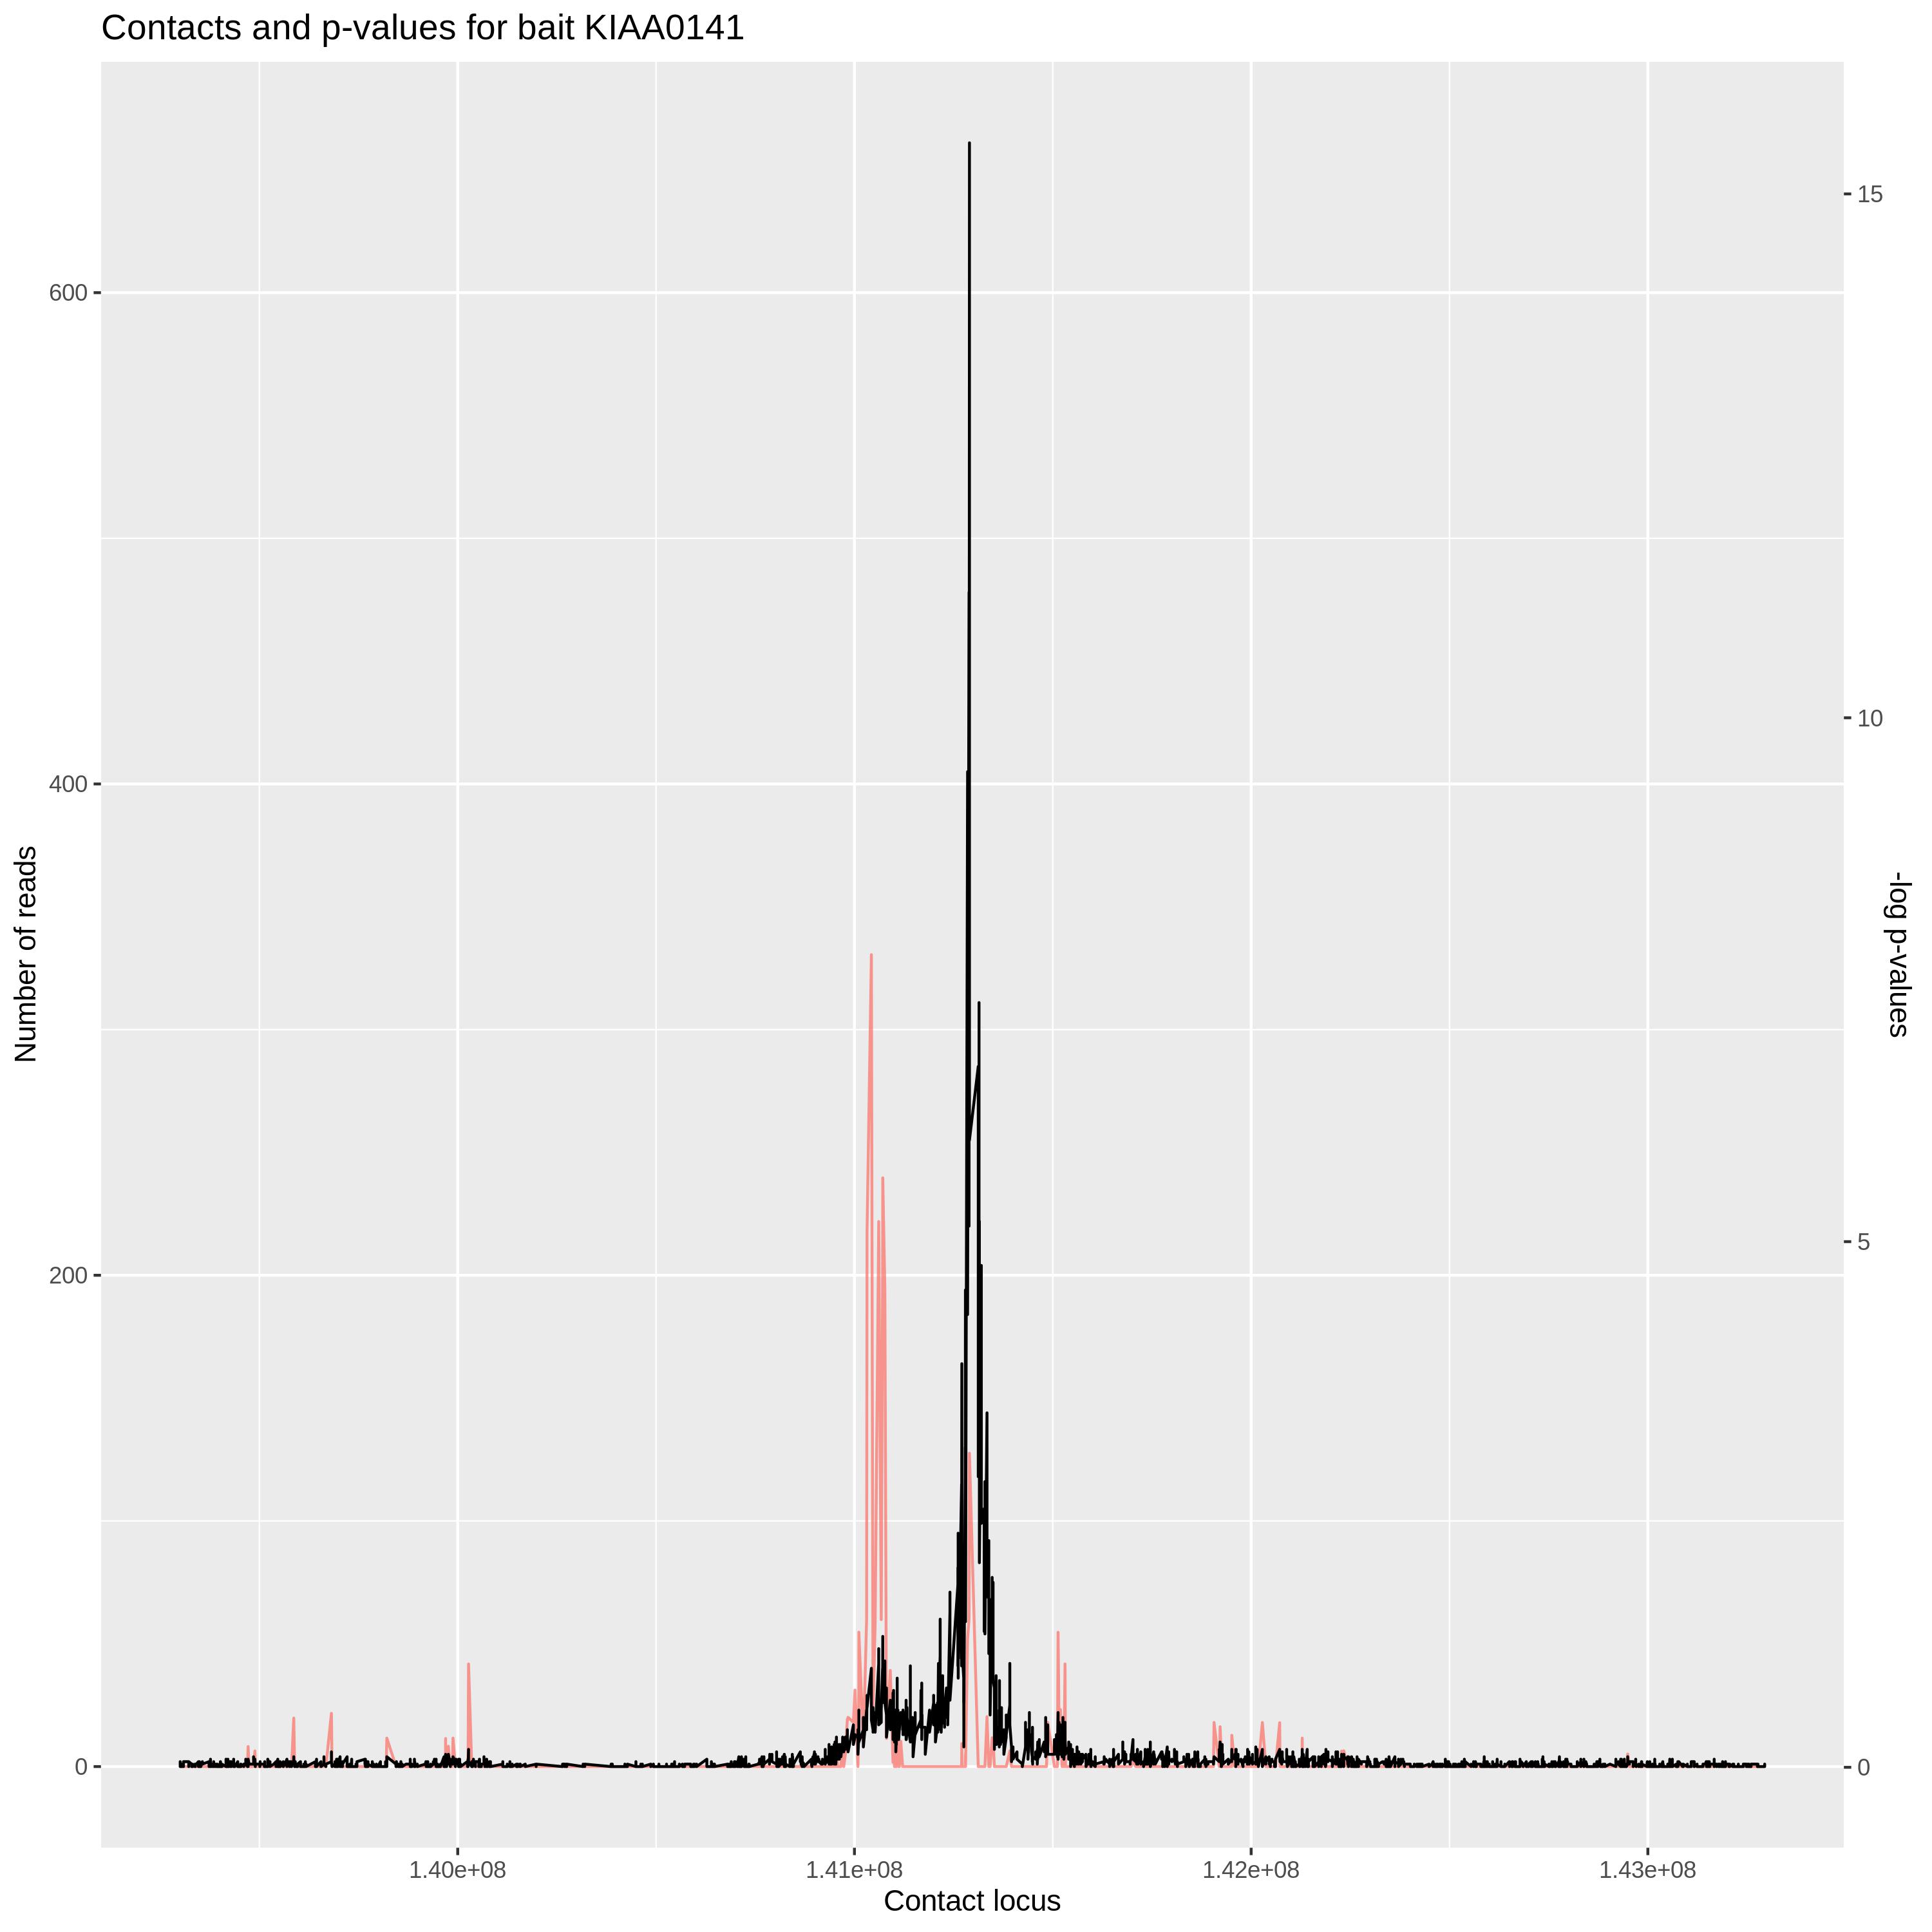 Contacts and p-values for bait KIAA0141
600
400
200
0
15
10
5
0
Number of reads
-log p-values
1.40e+08
1.41e+08
1.42e+08
1.43e+08
Contact locus